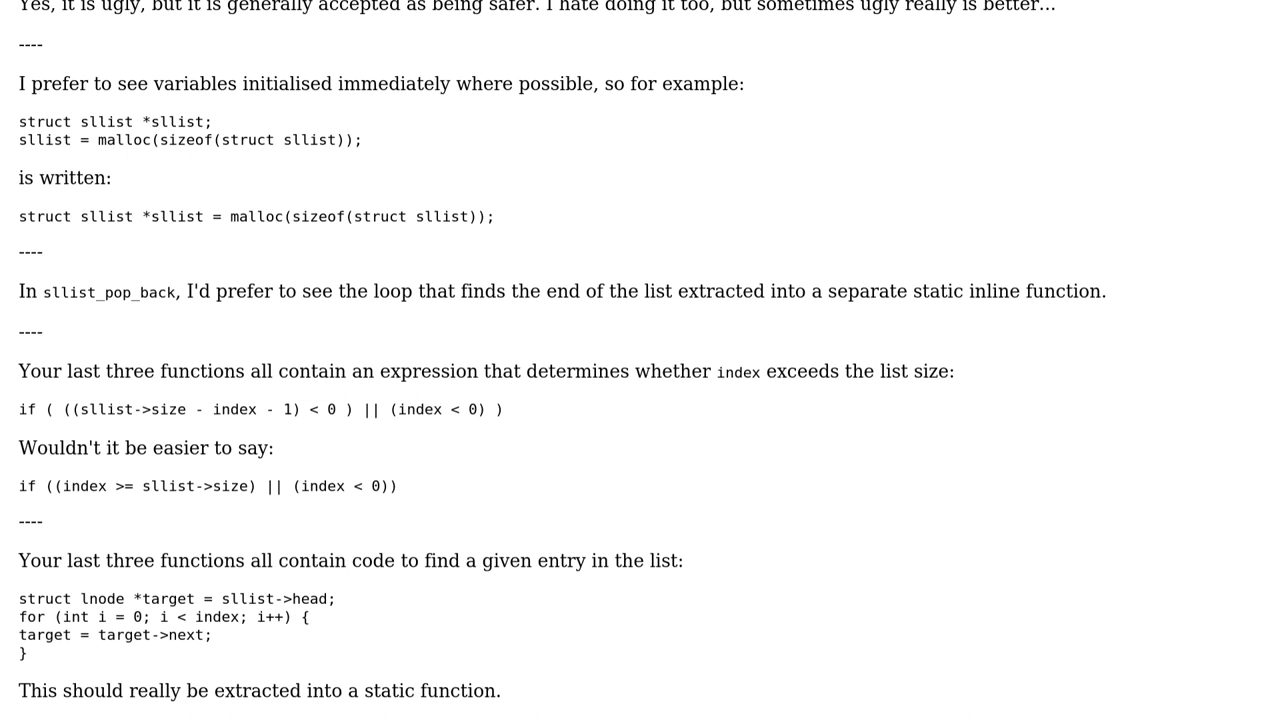 Yes, it is ugly, but it is generally accepted as being safer. I hate doing it too, but sometimes ugly really is better...
----
I prefer to see variables initialised immediately where possible, so for example:
struct sllist *sllist;
sllist = malloc(sizeof(struct sllist));
is written:
struct sllist *sllist = malloc(sizeof(struct sllist));
----
In sllist_pop_back, I'd prefer to see the loop that finds the end of the list extracted into a separate static inline function.
----
Your last three functions all contain an expression that determines whether index exceeds the list size:
if ( ((sllist->size - index - 1) < 0 ) || (index < 0) )
Wouldn't it be easier to say:
if ((index >= sllist->size) || (index < 0))
----
Your last three functions all contain code to find a given entry in the list:
struct lnode *target = sllist->head;
for (int i = 0; i < index; i++) {
target = target->next;
}
This should really be extracted into a static function.